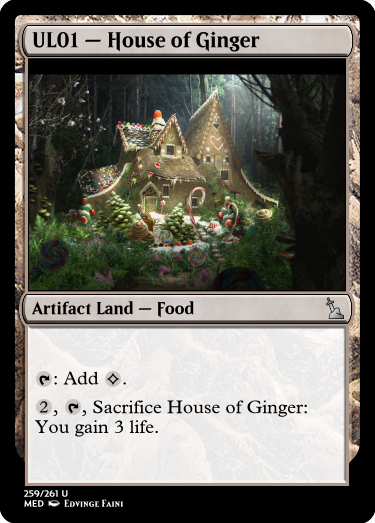 UL01 — House of Ginger
Artifact Land — Food
: Add .
2, , Sacrifice House of Ginger:
You gain 3 life.
259/261 U
MED Edvinge Faini